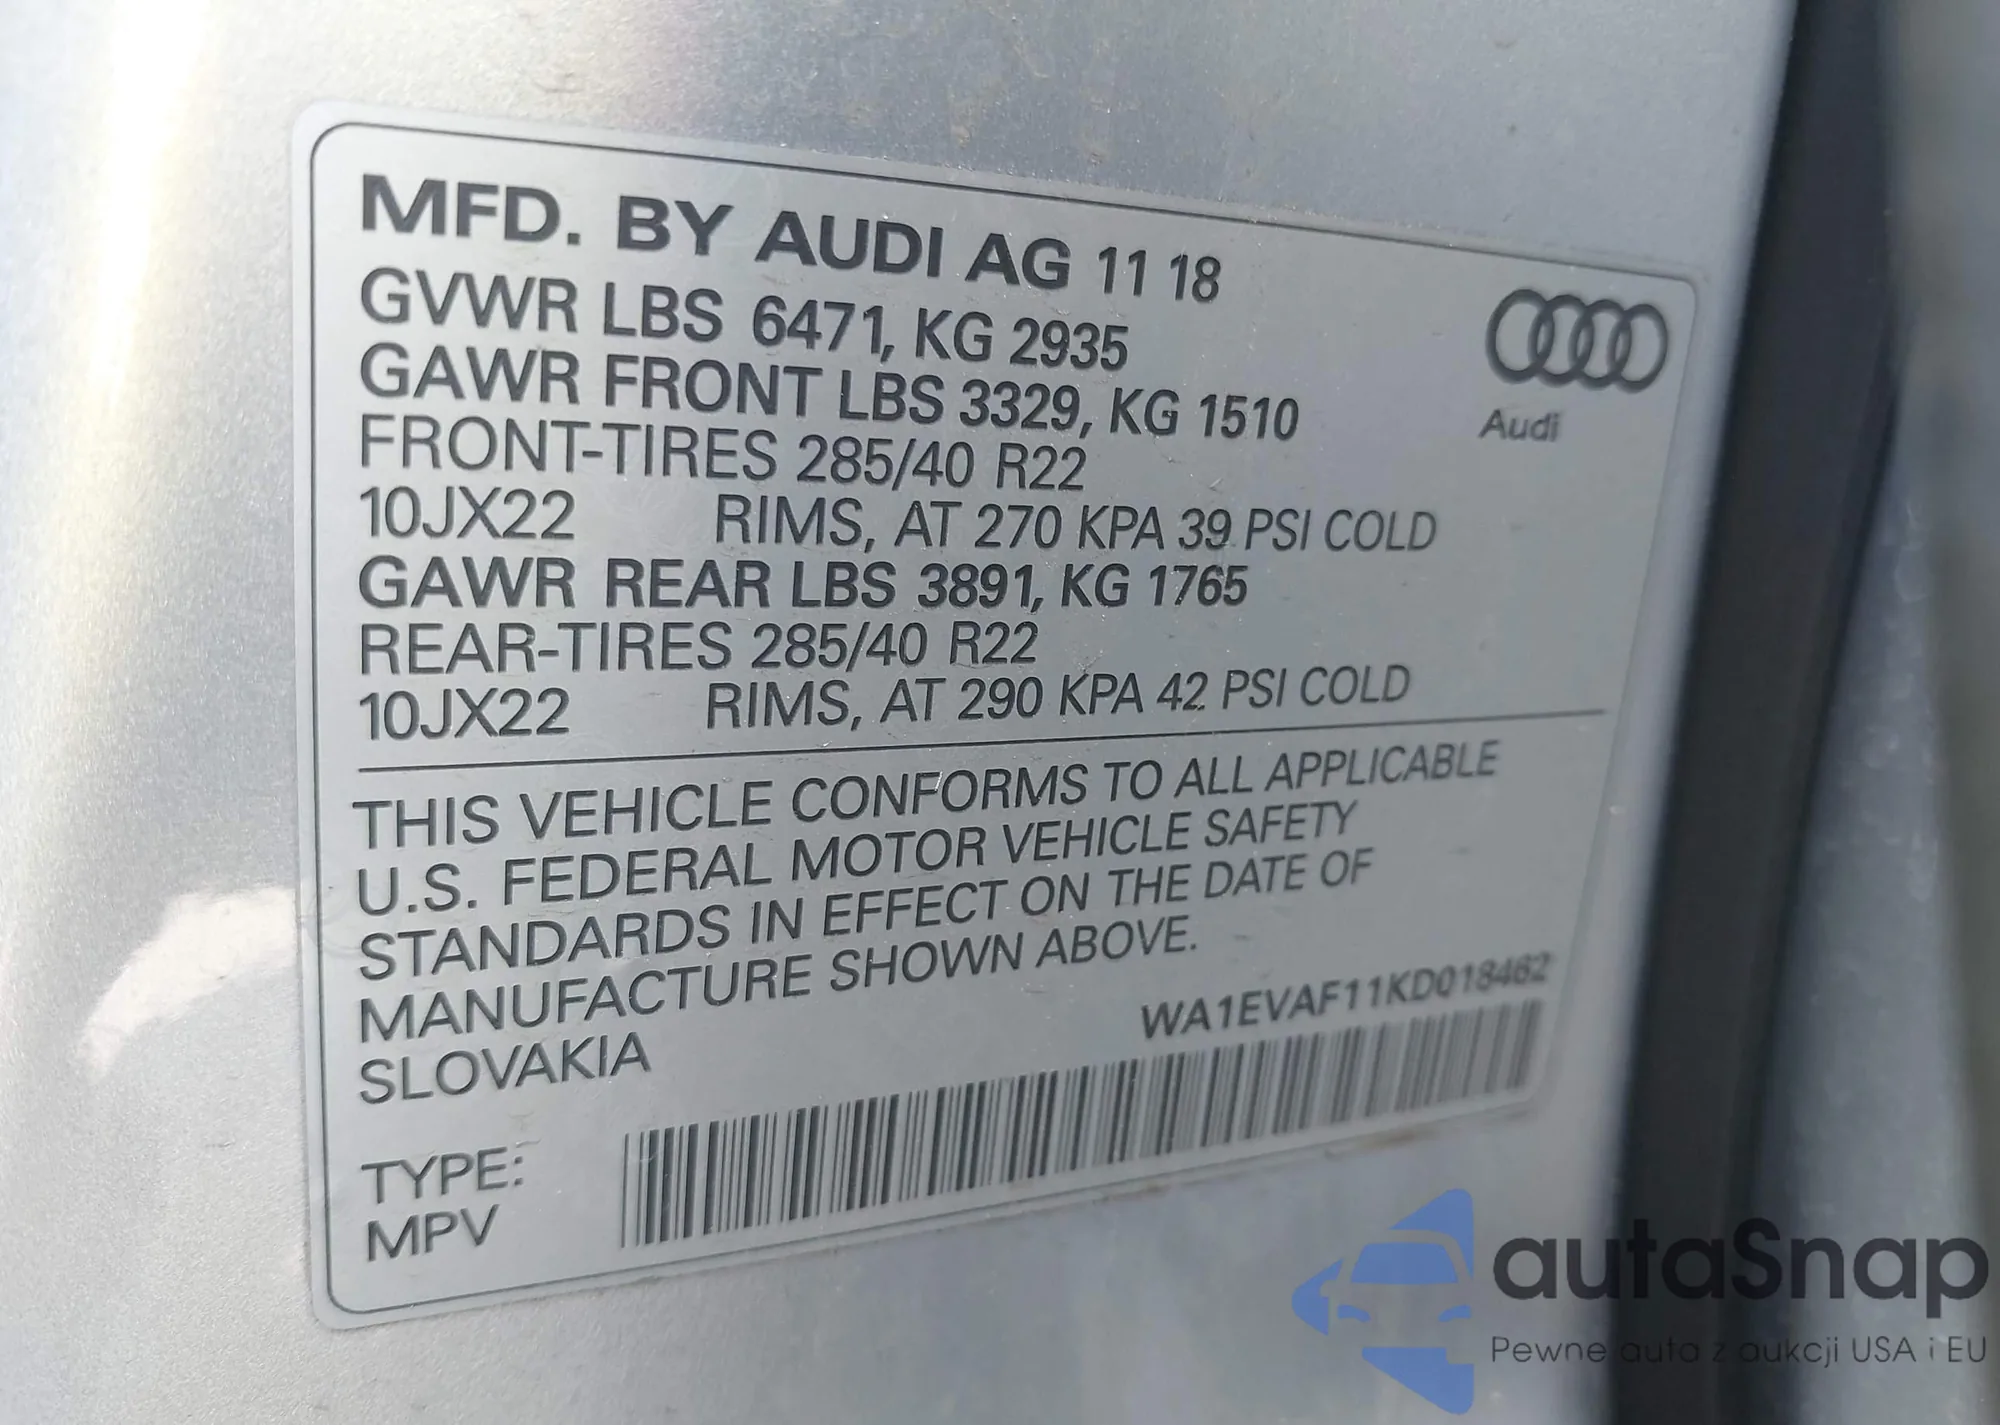 MFD. BY AUDI AG 11 18
GVWR LBS 6471, KG 2935
GAWR FRONT LBS 3329, KG 1510
FRONT-TIRES 285/40 R22
10JX22 RIMS, AT 270 KPA 39 PSI COLD
GAWR REAR LBS 3891, KG 1765
REAR-TIRES 285/40 R22
10JX22 RIMS, AT 290 KPA 42 PSI COLD
Audi
THIS VEHICLE CONFORMS TO ALL APPLICABLE
U.S. FEDERAL MOTOR VEHICLE SAFETY
STANDARDS IN EFFECT ON THE DATE OF
MANUFACTURE SHOWN ABOVE.
SLOVAKIA
WA1EVAF11KD018462
TYPE:
MPV
autaSnap
Pewne auta z aukcji USA i EU